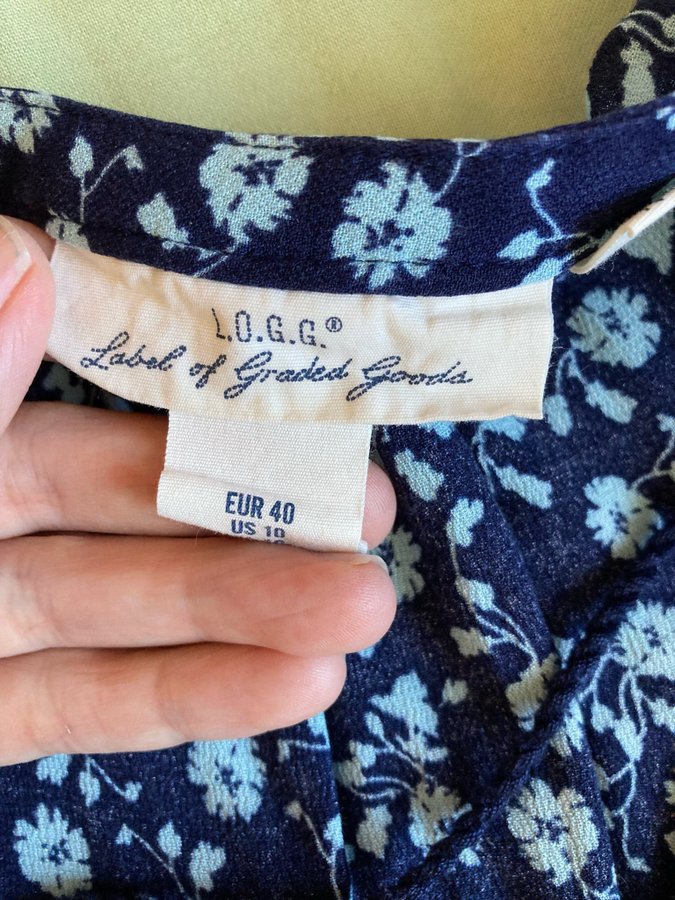 L.O.G.G.®
Label of Graded Goods
EUR 40
US 10